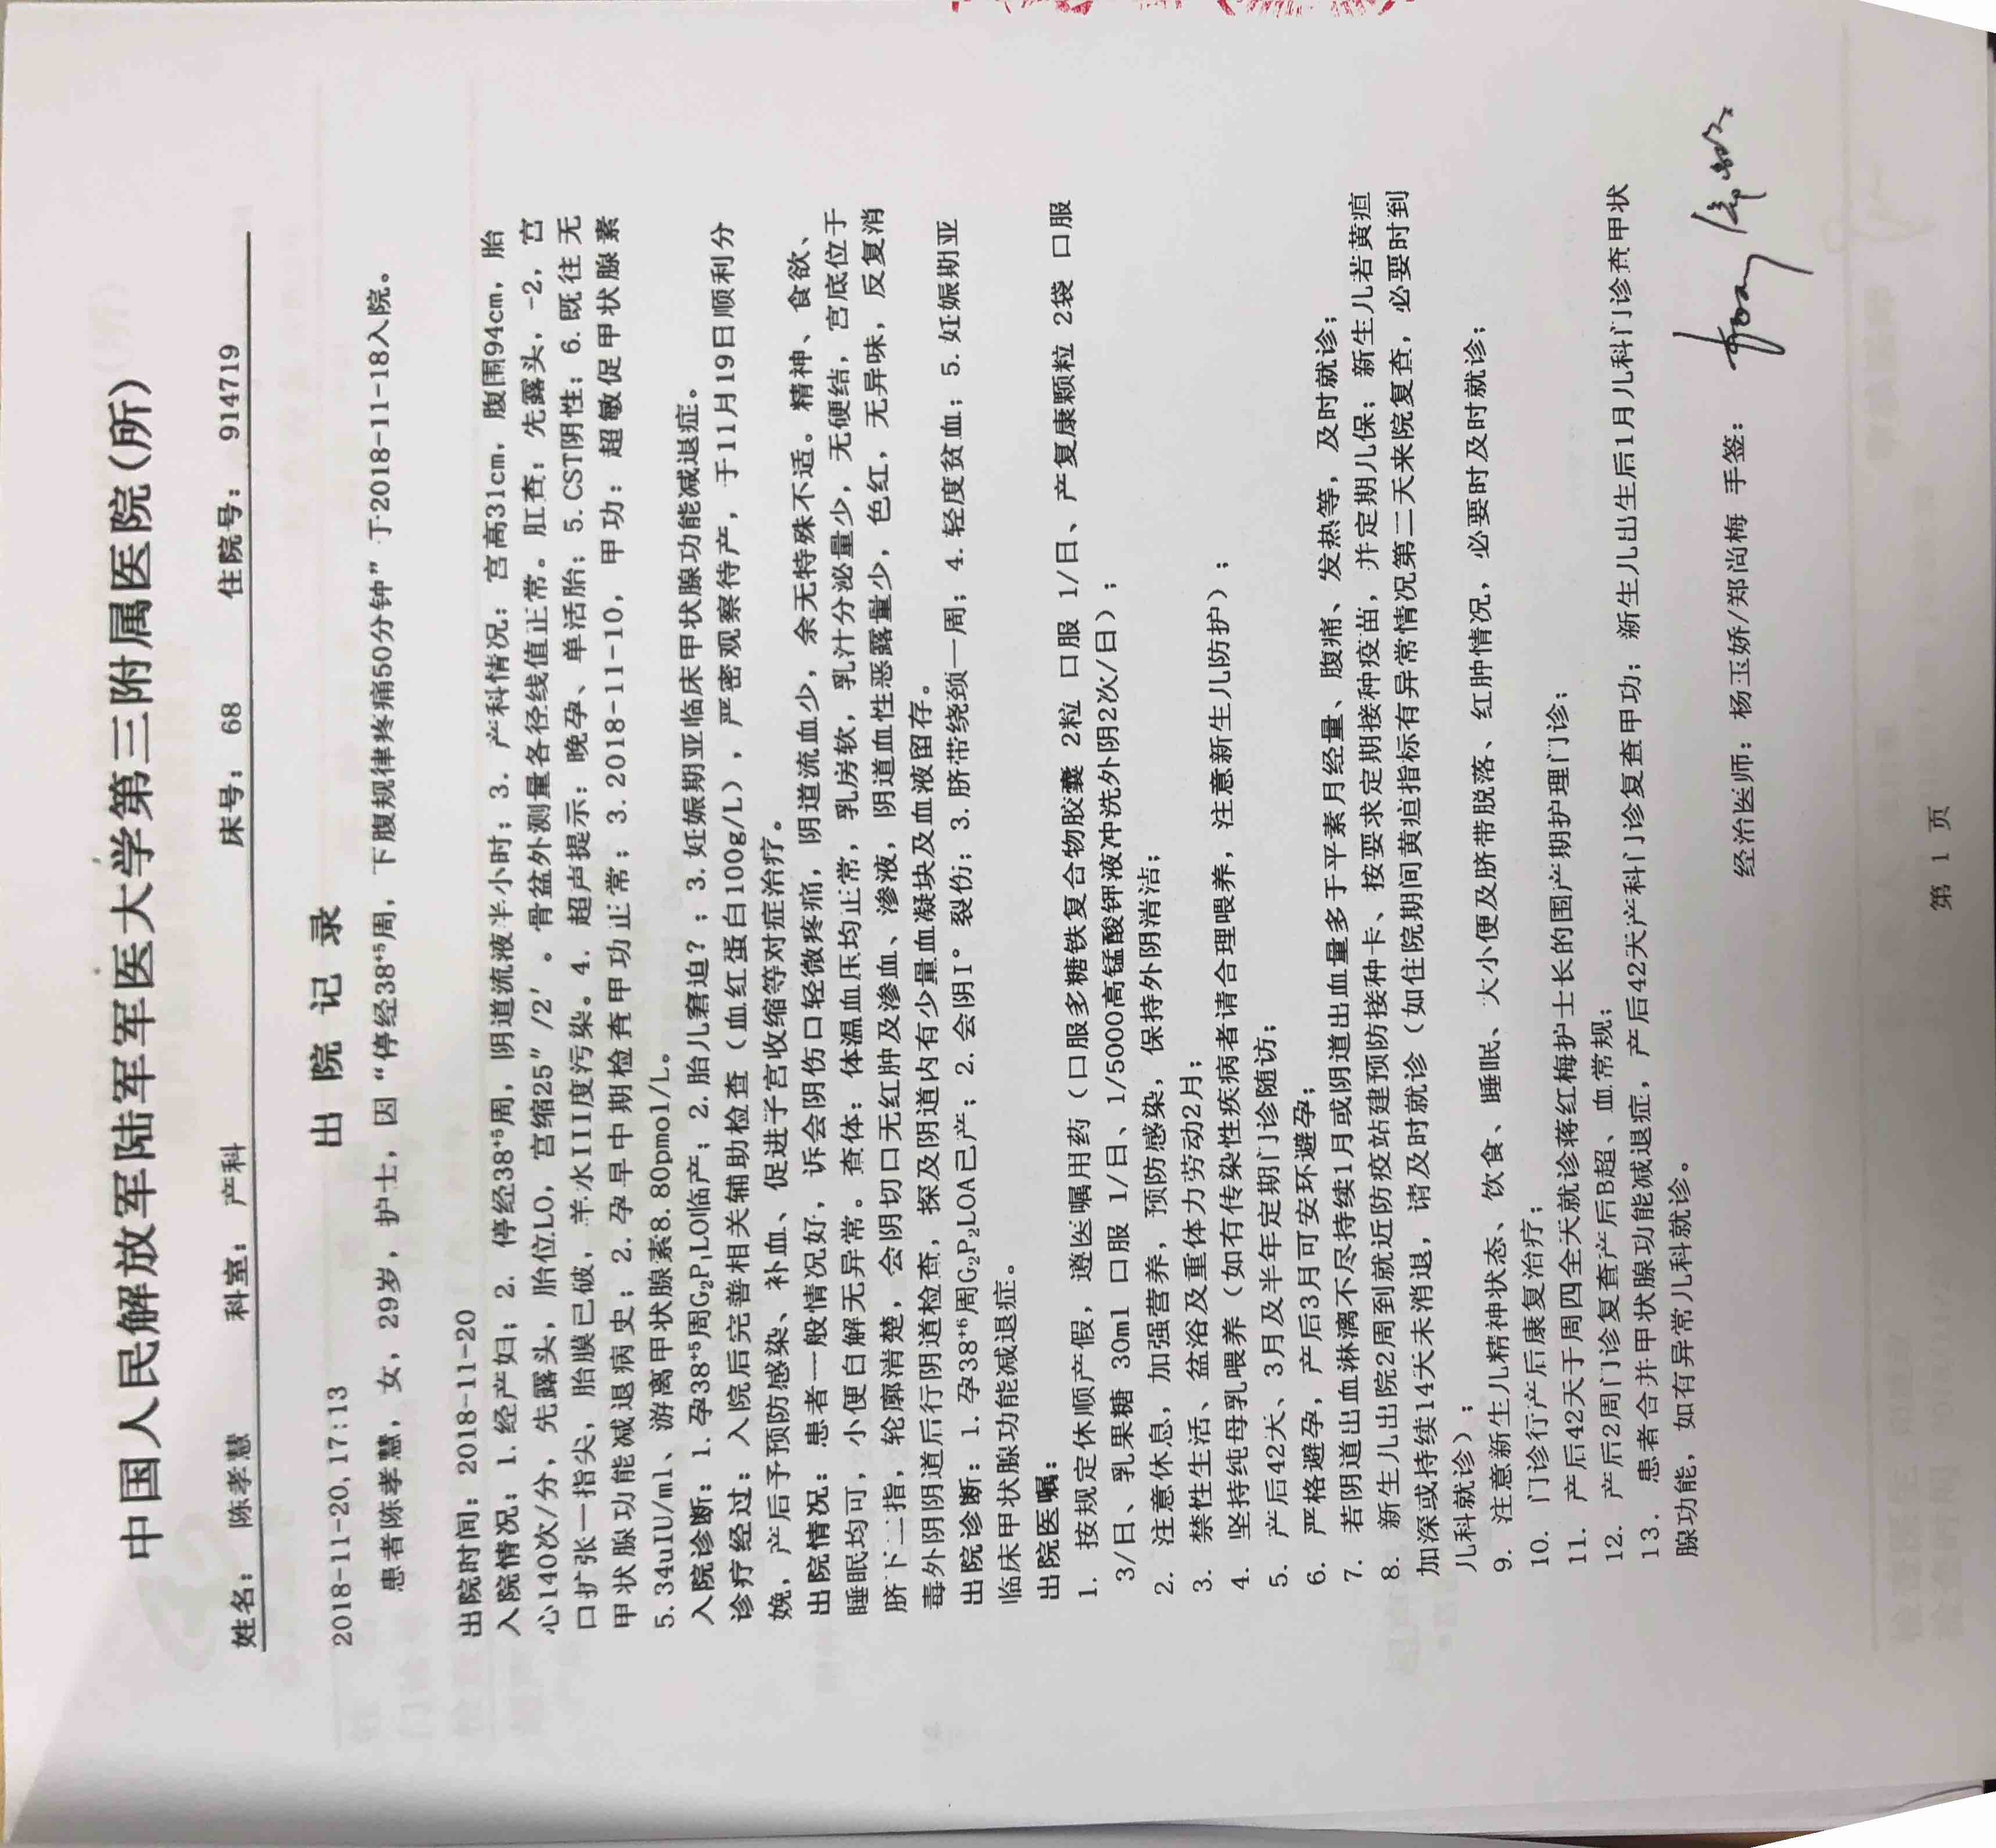 中国人民解放军陆军军医大学第三附属医院(所)
姓名： 陈孝慧 科室： 产科 床号： 68 住院号： 914719
出院记录
2018-11-20,17:13
患者陈孝慧，女，29岁，护士，因“停经38⁺⁵周，下腹规律疼痛50分钟”于2018-11-18入院。
出院时间：2018-11-20
入院情况：1.经产妇；2. 停经38⁺⁵周，阴道流液半小时；3. 产科情况：宫高31cm，腹围94cm，胎
心140次/分，先露头，胎位LO，宫缩25″/2′。骨盆外测量各径线值正常。肛查：先露头，-2，宫
口扩张一指尖，胎膜已破，羊水III度污染。4. 超声提示：晚孕、单活胎；5.CST阴性；6.既往无
甲状腺功能减退病史；2.孕早中期检查甲功正常；3.2018-11-10，甲功：超敏促甲状腺素
5.34uIU/ml、游离甲状腺素8.80pmol/L。
入院诊断：1.孕38⁺⁵周G₂P₁LO临产；2.胎儿窘迫？；3.妊娠期亚临床甲状腺功能减退症。
诊疗经过：入院后完善相关辅助检查（血红蛋白100g/L），严密观察待产，于11月19日顺利分
娩，产后予预防感染、补血、促进子宫收缩等对症治疗。
出院情况：患者一般情况好，诉会阴伤口轻微疼痛，阴道流血少，余无特殊不适。精神、食欲、
睡眠均可，小便自解无异常。查体：体温血压均正常，乳房软，乳汁分泌量少，无硬结，宫底位于
脐下二指，轮廓清楚，会阴切口无红肿及渗血、渗液，阴道血性恶露量少，色红，无异味，反复消
毒外阴阴道后行阴道检查，探及阴道内有少量血凝块及血液留存。
出院诊断：1.孕38⁺⁶周G₂P₂LOA已产；2.会阴I°裂伤；3.脐带绕颈一周；4.轻度贫血；5.妊娠期亚
临床甲状腺功能减退症。
出院医嘱：
1. 按规定休顺产假，遵医嘱用药（口服多糖铁复合物胶囊 2粒 口服 1/日、产复康颗粒 2袋 口服
3/日、乳果糖 30ml 口服 1/日、1/5000高锰酸钾液冲洗外阴2次/日）；
2. 注意休息，加强营养，预防感染，保持外阴清洁；
3. 禁性生活、盆浴及重体力劳动2月；
4. 坚持纯母乳喂养（如有传染性疾病者请合理喂养，注意新生儿防护）；
5. 产后42天、3月及半年定期门诊随访；
6. 严格避孕，产后3月可安环避孕；
7. 若阴道出血淋漓不尽持续1月或阴道出血量多于平素月经量、腹痛、发热等，及时就诊；
8. 新生儿出院2周到就近防疫站建预防接种卡、按要求定期接种疫苗，并定期儿保；新生儿若黄疸
加深或持续14天未消退，请及时就诊（如住院期间黄疸指标有异常情况第二天来院复查，必要时到
儿科就诊）；
9. 注意新生儿精神状态、饮食、睡眠、大小便及脐带脱落、红肿情况，必要时及时就诊；
10. 门诊行产后康复治疗；
11. 产后42天于周四全天就诊蒋红梅护士长的围产期护理门诊；
12. 产后2周门诊复查产后B超、血常规；
13. 患者合并甲状腺功能减退症，产后42天产科门诊复查甲功；新生儿出生后1月儿科门诊查甲状
腺功能，如有异常儿科就诊。
经治医师：杨玉娇/郑尚梅 手签：
第 1 页